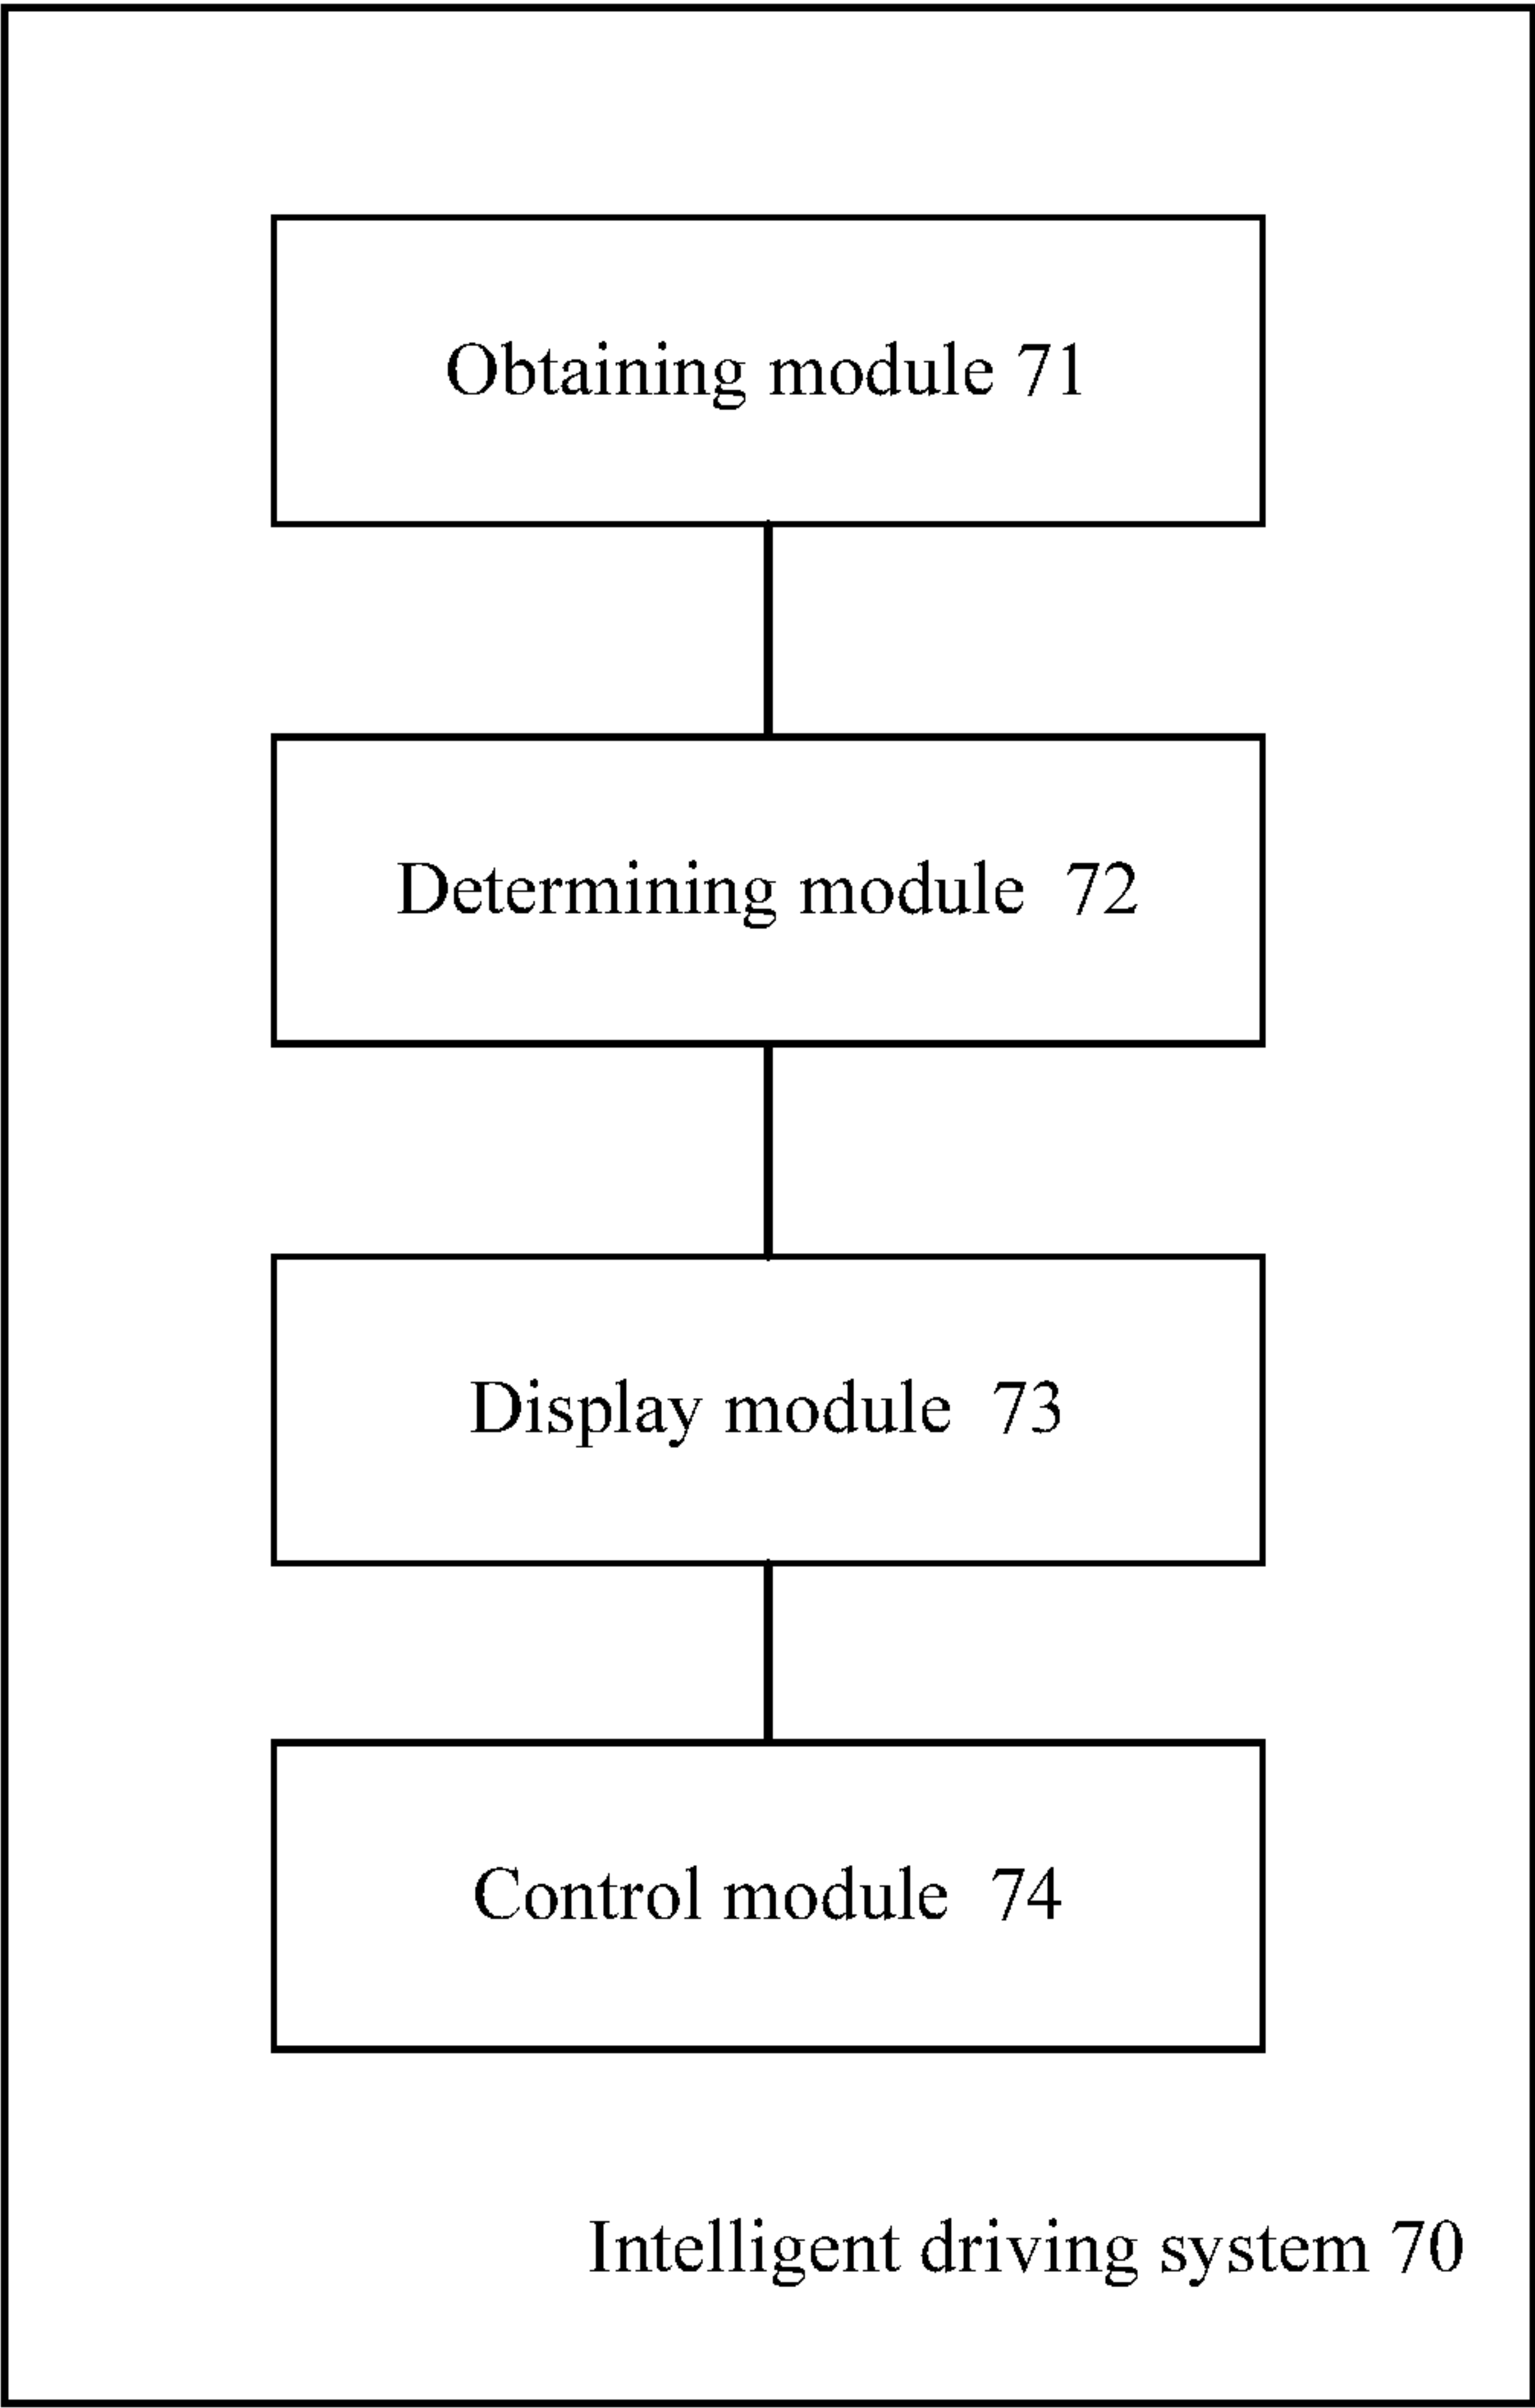 Obtaining module 71
Determining module 72
Display module 73
Control module 74
Intelligent driving system 70